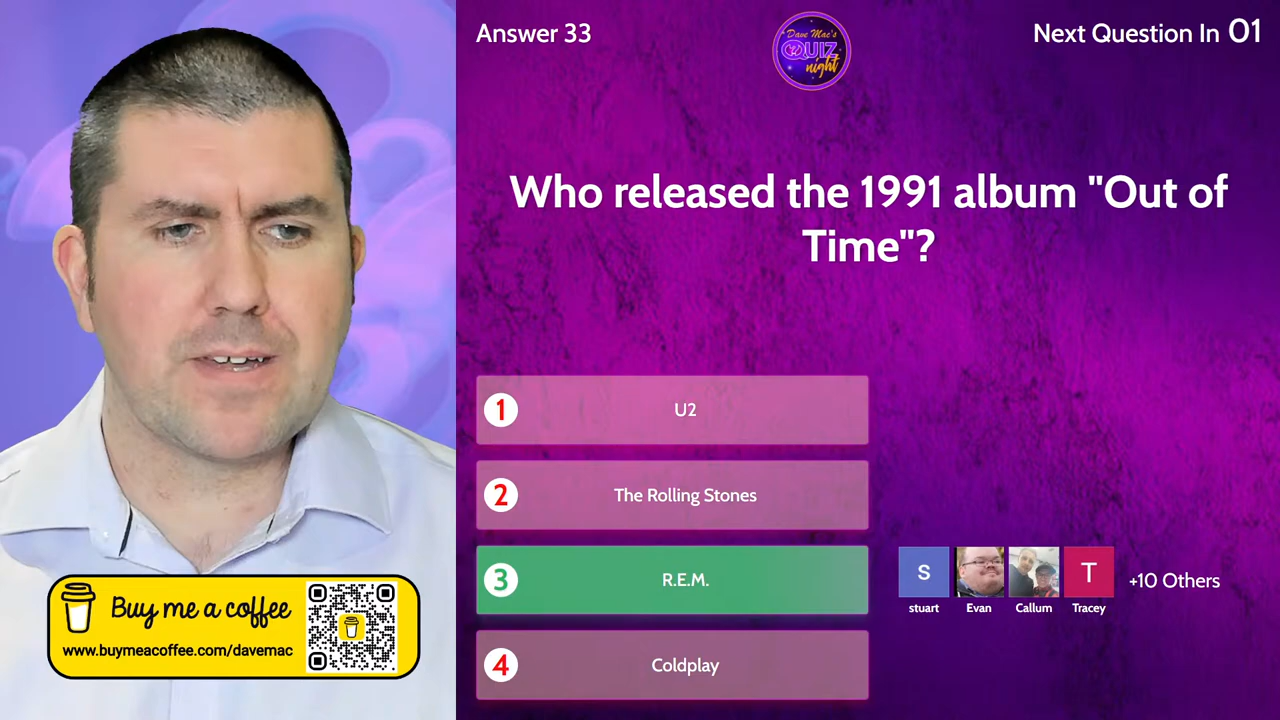 Answer 33
Dave Mac's
QUIZ
night
Next Question In 01
Who released the 1991 album "Out of
Time"?
1 U2
2 The Rolling Stones
3 R.E.M.
4 Coldplay
S
T
+10 Others
stuart
Evan
Callum
Tracey
Buy me a coffee
www.buymeacoffee.com/davemac